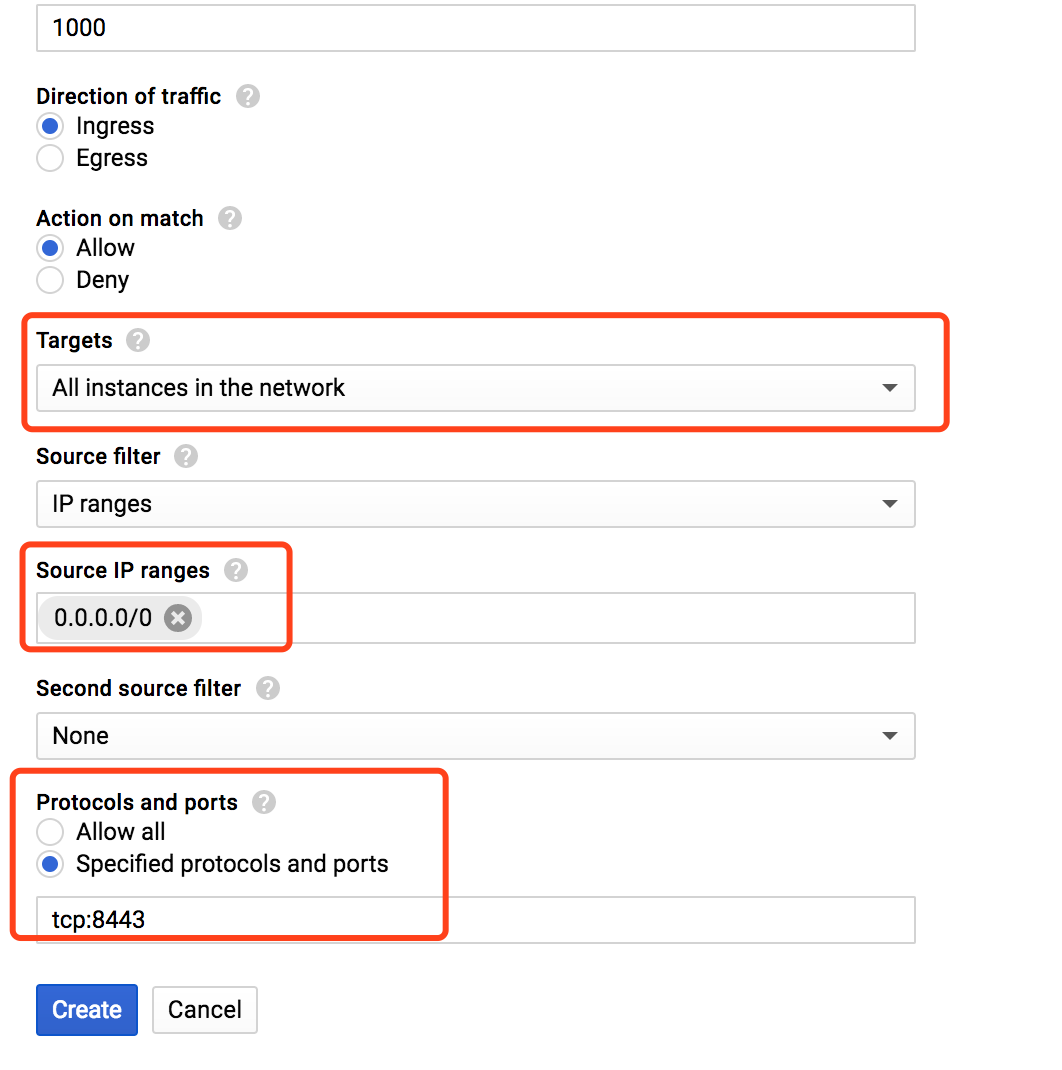 1000
Direction of traffic ?
Ingress
Egress
Action on match ?
Allow
Deny
Targets ?
All instances in the network
Source filter ?
IP ranges
Source IP ranges ?
0.0.0.0/0
Second source filter ?
None
Protocols and ports ?
Allow all
Specified protocols and ports
tcp:8443
Create Cancel